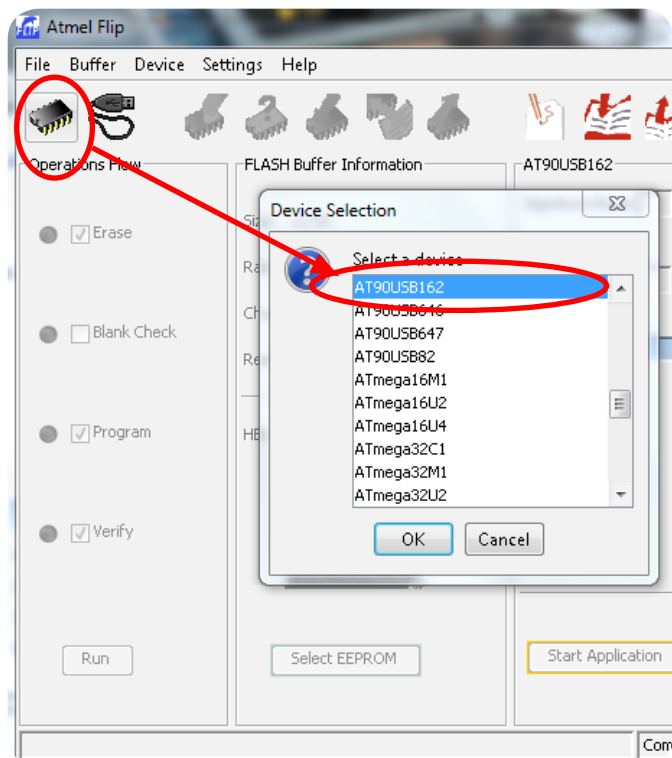 Atmel Flip
File Buffer Device Settings Help
Operations Flow
FLASH Buffer Information
AT90USB162
Erase
Blank Check
Program
Verify
Run
Device Selection
Select a device
AT90USB162
AT90USB646
AT90USB647
AT90USB82
ATmega16M1
ATmega16U2
ATmega16U4
ATmega32C1
ATmega32M1
ATmega32U2
OK Cancel
Select EEPROM
Start Application